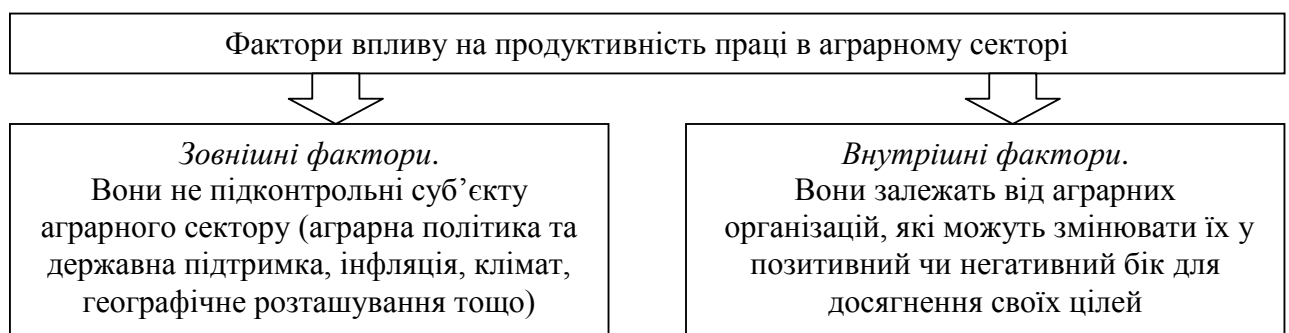 Фактори впливу на продуктивність праці в аграрному секторі
Зовнішні фактори.
Вони не підконтрольні суб’єкту
аграрного сектору (аграрна політика та
державна підтримка, інфляція, клімат,
географічне розташування тощо)
Внутрішні фактори.
Вони залежать від аграрних
організацій, які можуть змінювати їх у
позитивний чи негативний бік для
досягнення своїх цілей